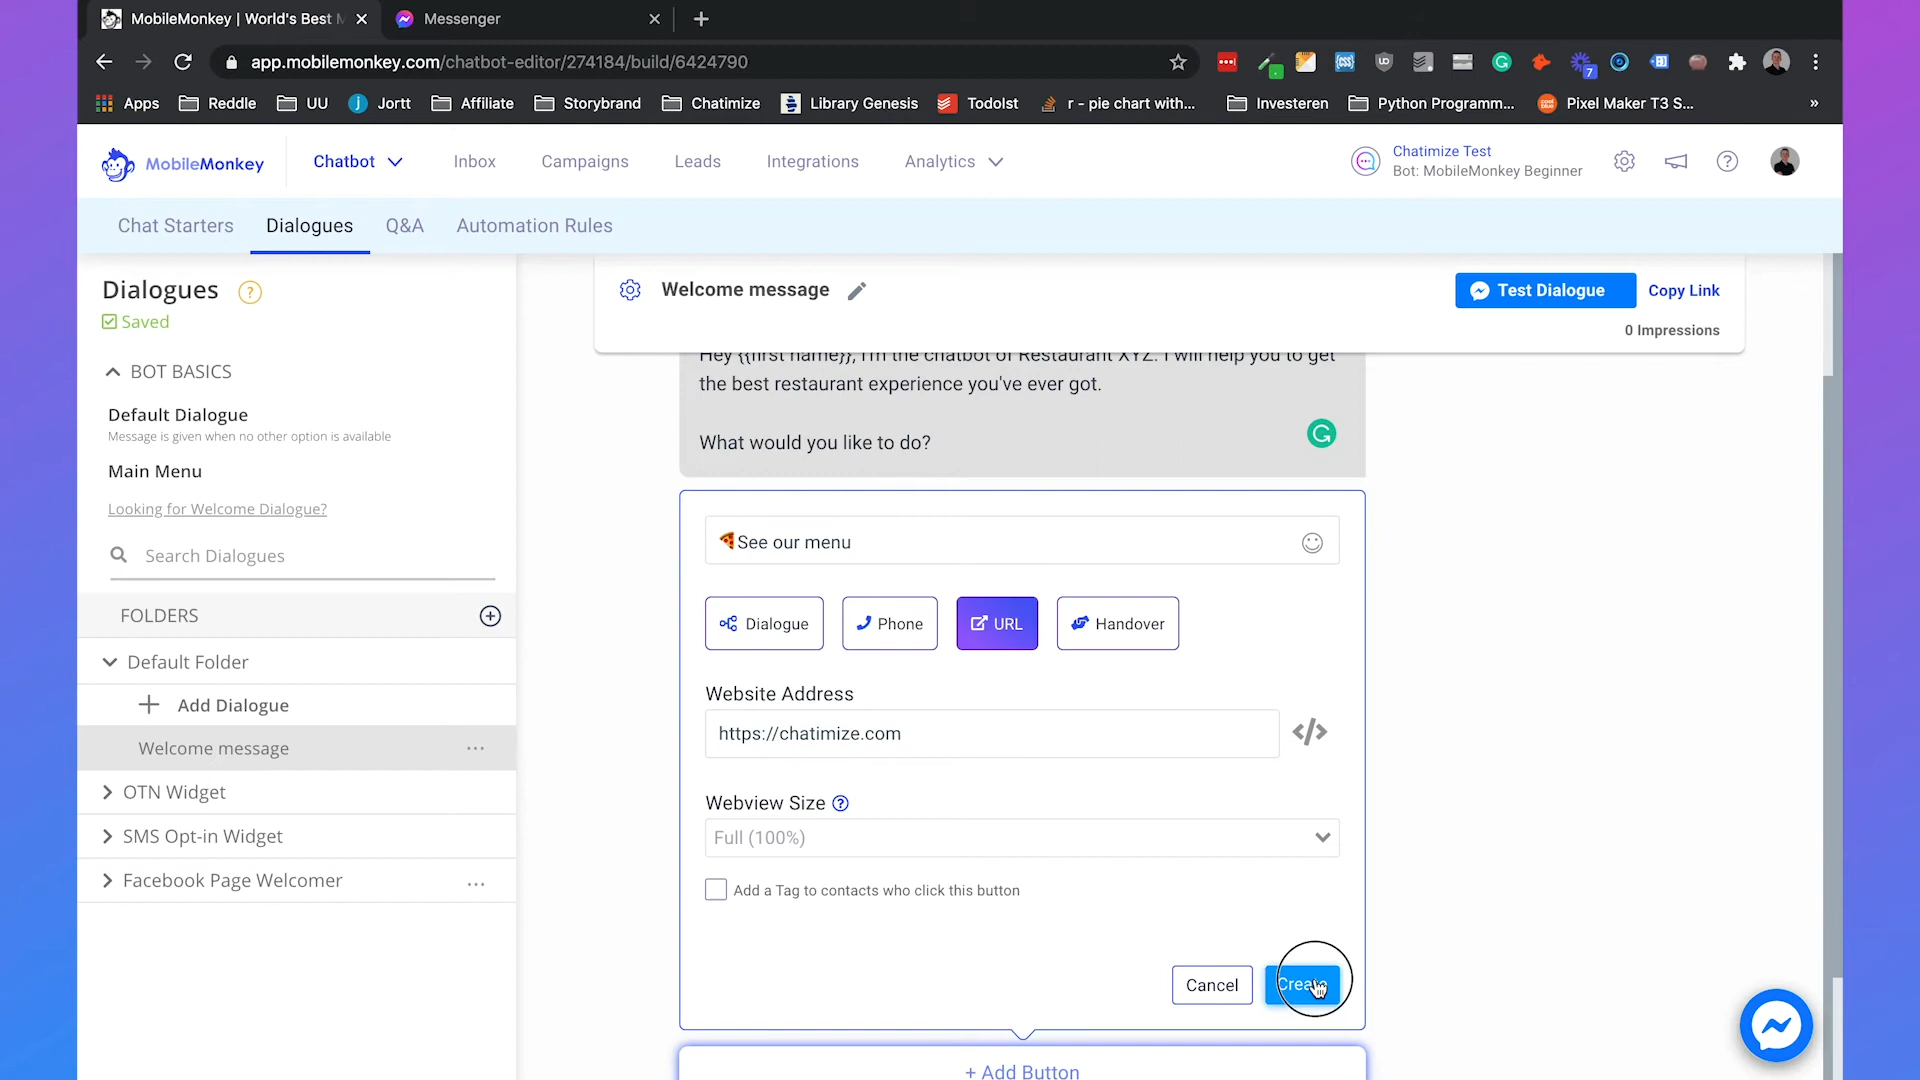 MobileMonkey | World's Best M
Messenger
app.mobilemonkey.com/chatbot-editor/274184/build/6424790
7
Apps
Reddle
UU
Jortt
Affiliate
Storybrand
Chatimize
Library Genesis
TodoIst
r - pie chart with...
Investeren
Python Programm...
Pixel Maker T3 S...
»
MobileMonkey
Chatbot
Inbox
Campaigns
Leads
Integrations
Analytics
Chatimize Test
Bot: MobileMonkey Beginner
Chat Starters
Dialogues
Q&A
Automation Rules
Dialogues
Saved
BOT BASICS
Default Dialogue
Message is given when no other option is available
Main Menu
Looking for Welcome Dialogue?
Search Dialogues
FOLDERS
Default Folder
Add Dialogue
Welcome message
OTN Widget
SMS Opt-in Widget
Facebook Page Welcomer
Welcome message
Test Dialogue
Copy Link
0 Impressions
Hey {{first name}}, I'm the chatbot of Restaurant XYZ. I will help you to get
the best restaurant experience you've ever got.
What would you like to do?
🍕See our menu
Dialogue
Phone
URL
Handover
Website Address
https://chatimize.com
</>
Webview Size
Full (100%)
Add a Tag to contacts who click this button
Cancel
Create
+ Add Button